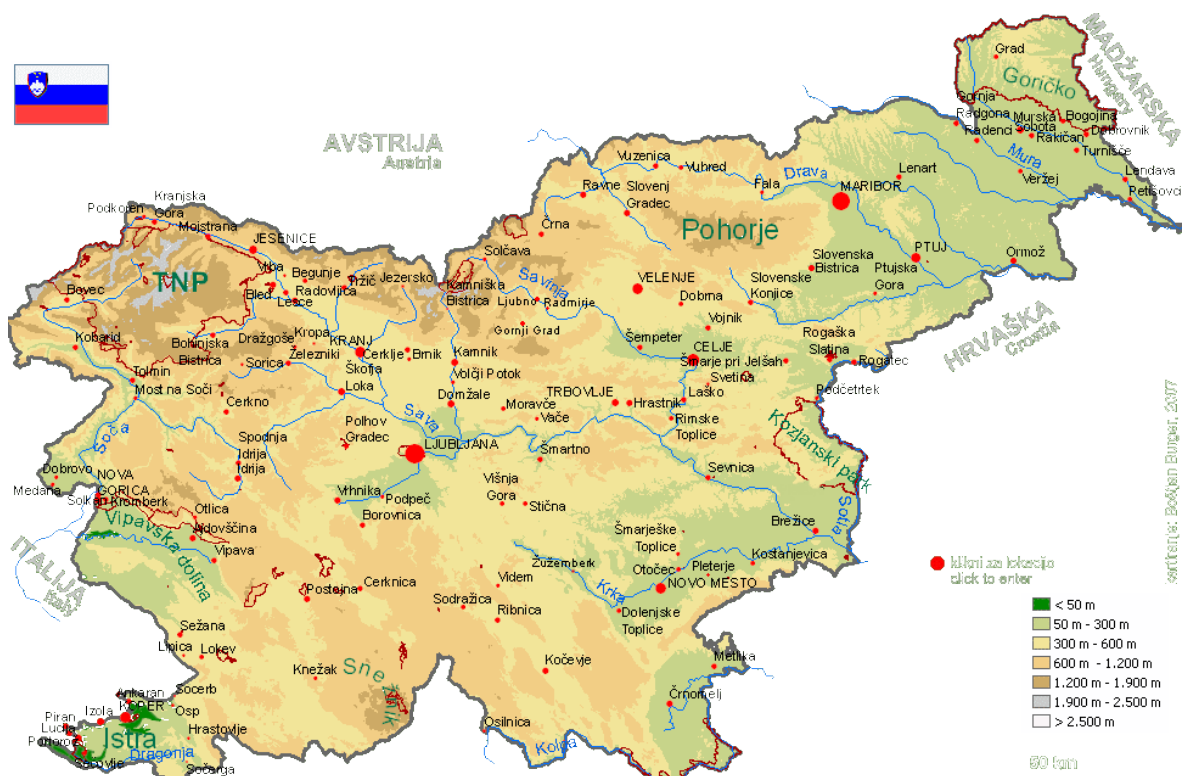 MADŽARSKA
Hungary
Grad
Goričko
Gornja
Radgona
Radenci
Murska
Sobota
Bogojina
Rakičan
Dobrovnik
Turnišče
Mura
Veržej
Lendava
Petišovci
AVSTRIJA
Austria
Vuzenica
Vuhred
Fala
Drava
MARIBOR
Lenart
Ravne
Slovenj
Gradec
Pohorje
Črna
Kranjska
Gora
Podkoren
Mojstrana
JESENICE
Solčava
Slovenska
Bistrica
PTUJ
Ptujska
Gora
Ormož
TNP
Vrba
Begunje
Tržič
Jezersko
Bled
Radovljica
Lesce
Kamniška
Bistrica
Savinja
Ljubno
Radmirje
VELENJE
Dobrna
Slovenske
Konjice
Bovec
Gornji Grad
Vojnik
HRVAŠKA
Croatia
Kobarid
Bohinjska
Bistrica
Dražgoše
Kropa
KRANJ
Železniki
Sorica
Cerklje
Brnik
Kamnik
Šempeter
CELJE
Šmarje pri Jelšah
Rogaška
Slatina
Rogatec
Tolmin
Most na Soči
Škofja
Loka
Volčji Potok
Svetina
Podčetrtek
Cerkno
Domžale
Moravče
TRBOVLJE
Hrastnik
Laško
Vače
Rimske
Toplice
Soča
Polhov
Gradec
Sava
LJUBLJANA
Šmartno
Kozjanski park
Spodnja
Idrija
Idrija
Dobrovo
Medana
NOVA
GORICA
Solkan
Kromberk
Vrhnika
Podpeč
Borovnica
Višnja
Gora
Stična
Sevnica
Sotla
Otlica
Ajdovščina
Vipavska dolina
Vipava
Šmarješke
Toplice
Brežice
Kostanjevica
ITALIJA
Italy
Žužemberk
Otočec
Pleterje
NOVO MESTO
Krka
Dolenjske
Toplice
Postojna
Cerknica
Videm
Sodražica
Ribnica
Sežana
Lipica
Lokev
Knežak
Snežnik
Kočevje
Metlika
Črnomelj
Ankaran
Socerb
KOPER
Osp
Izola
Piran
Lucija
Portorož
Sečovlje
Istra
Dragonja
Hrastovlje
Sočerga
Osilnica
Kolpa
klikni za lokacijo
click to enter
< 50 m
50 m - 300 m
300 m - 600 m
600 m - 1.200 m
1.200 m - 1.900 m
1.900 m - 2.500 m
> 2.500 m
50 km
Boštjan Burger, 2007